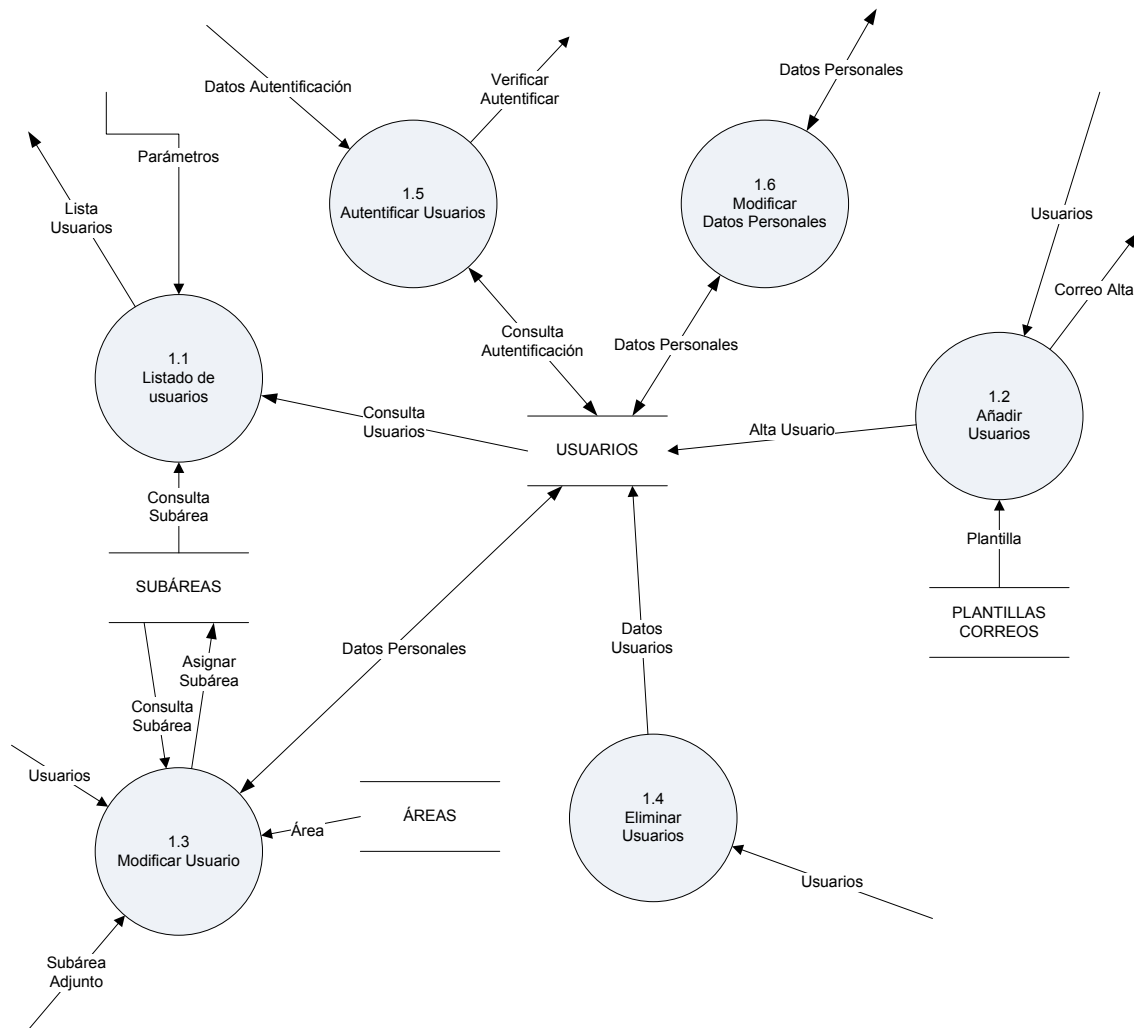 Datos Autentificación
Verificar
Autentificar
Datos Personales
Parámetros
1.5
Autentificar Usuarios
1.6
Modificar
Datos Personales
Lista
Usuarios
Usuarios
Correo Alta
Consulta
Autentificación
Datos Personales
1.1
Listado de
usuarios
1.2
Añadir
Usuarios
Consulta
Usuarios
USUARIOS
Alta Usuario
Consulta
Subárea
Plantilla
SUBÁREAS
PLANTILLAS
CORREOS
Datos Personales
Datos
Usuarios
Asignar
Subárea
Consulta
Subárea
Usuarios
1.3
Modificar Usuario
Área
ÁREAS
1.4
Eliminar
Usuarios
Usuarios
Subárea
Adjunto